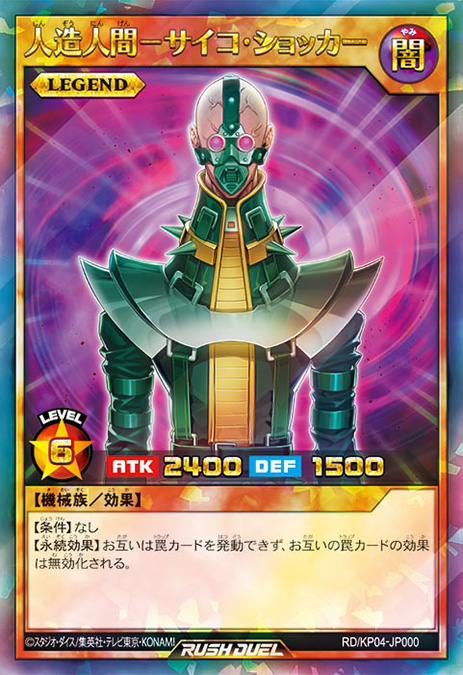 人造人間－サイコ・ショッカー
闇
LEGEND
LEVEL
6
ATK 2400 DEF 1500
【機械族／効果】
【条件】なし
【永続効果】お互いは罠カードを発動できず、お互いの罠カードの効果
は無効化される。
©スタジオ・ダイス/集英社・テレビ東京・KONAMI
RUSH DUEL
RD/KP04-JP000